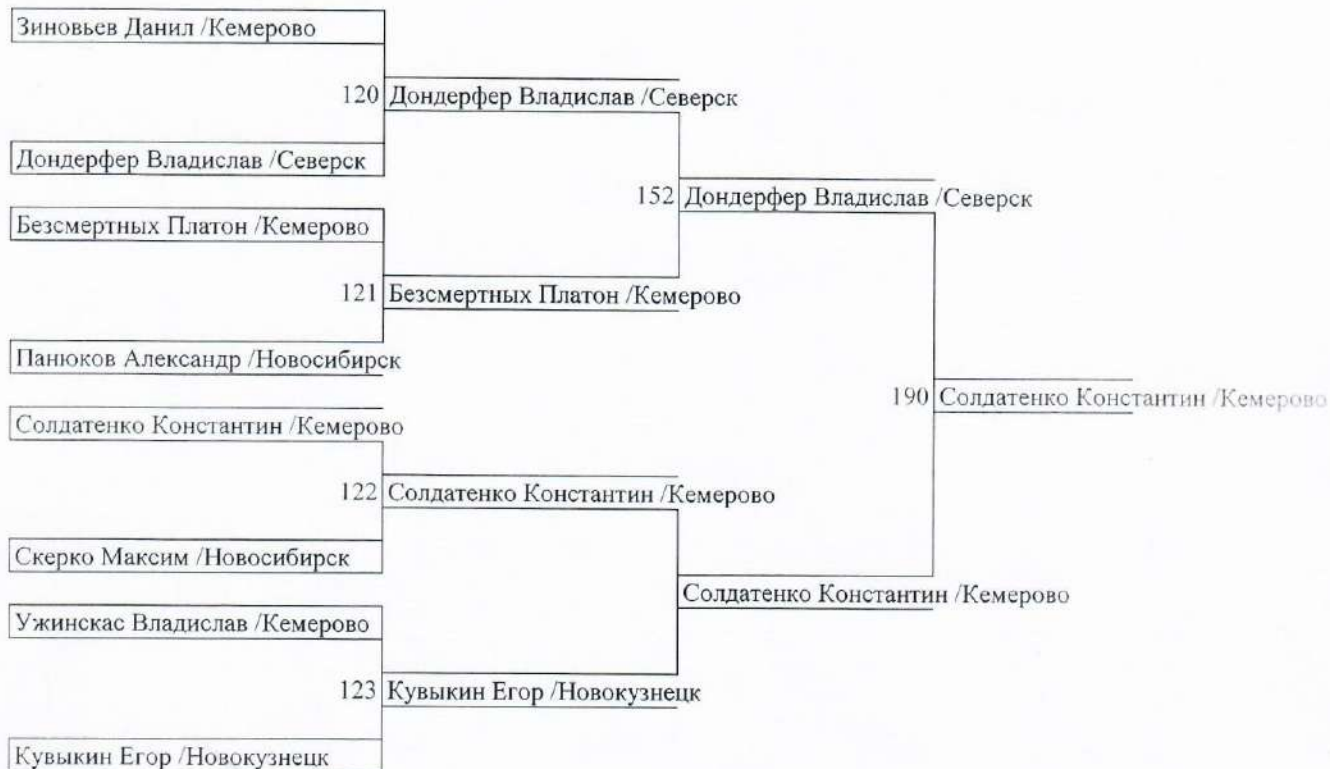 Зиновьев Данил /Кемерово
120 Дондерфер Владислав /Северск
Дондерфер Владислав /Северск
152 Дондерфер Владислав /Северск
Безсмертных Платон /Кемерово
121 Безсмертных Платон /Кемерово
Панюков Александр /Новосибирск
190 Солдатенко Константин /Кемерово
Солдатенко Константин /Кемерово
122 Солдатенко Константин /Кемерово
Скерко Максим /Новосибирск
Солдатенко Константин /Кемерово
Ужинскас Владислав /Кемерово
123 Кувыкин Егор /Новокузнецк
Кувыкин Егор /Новокузнецк